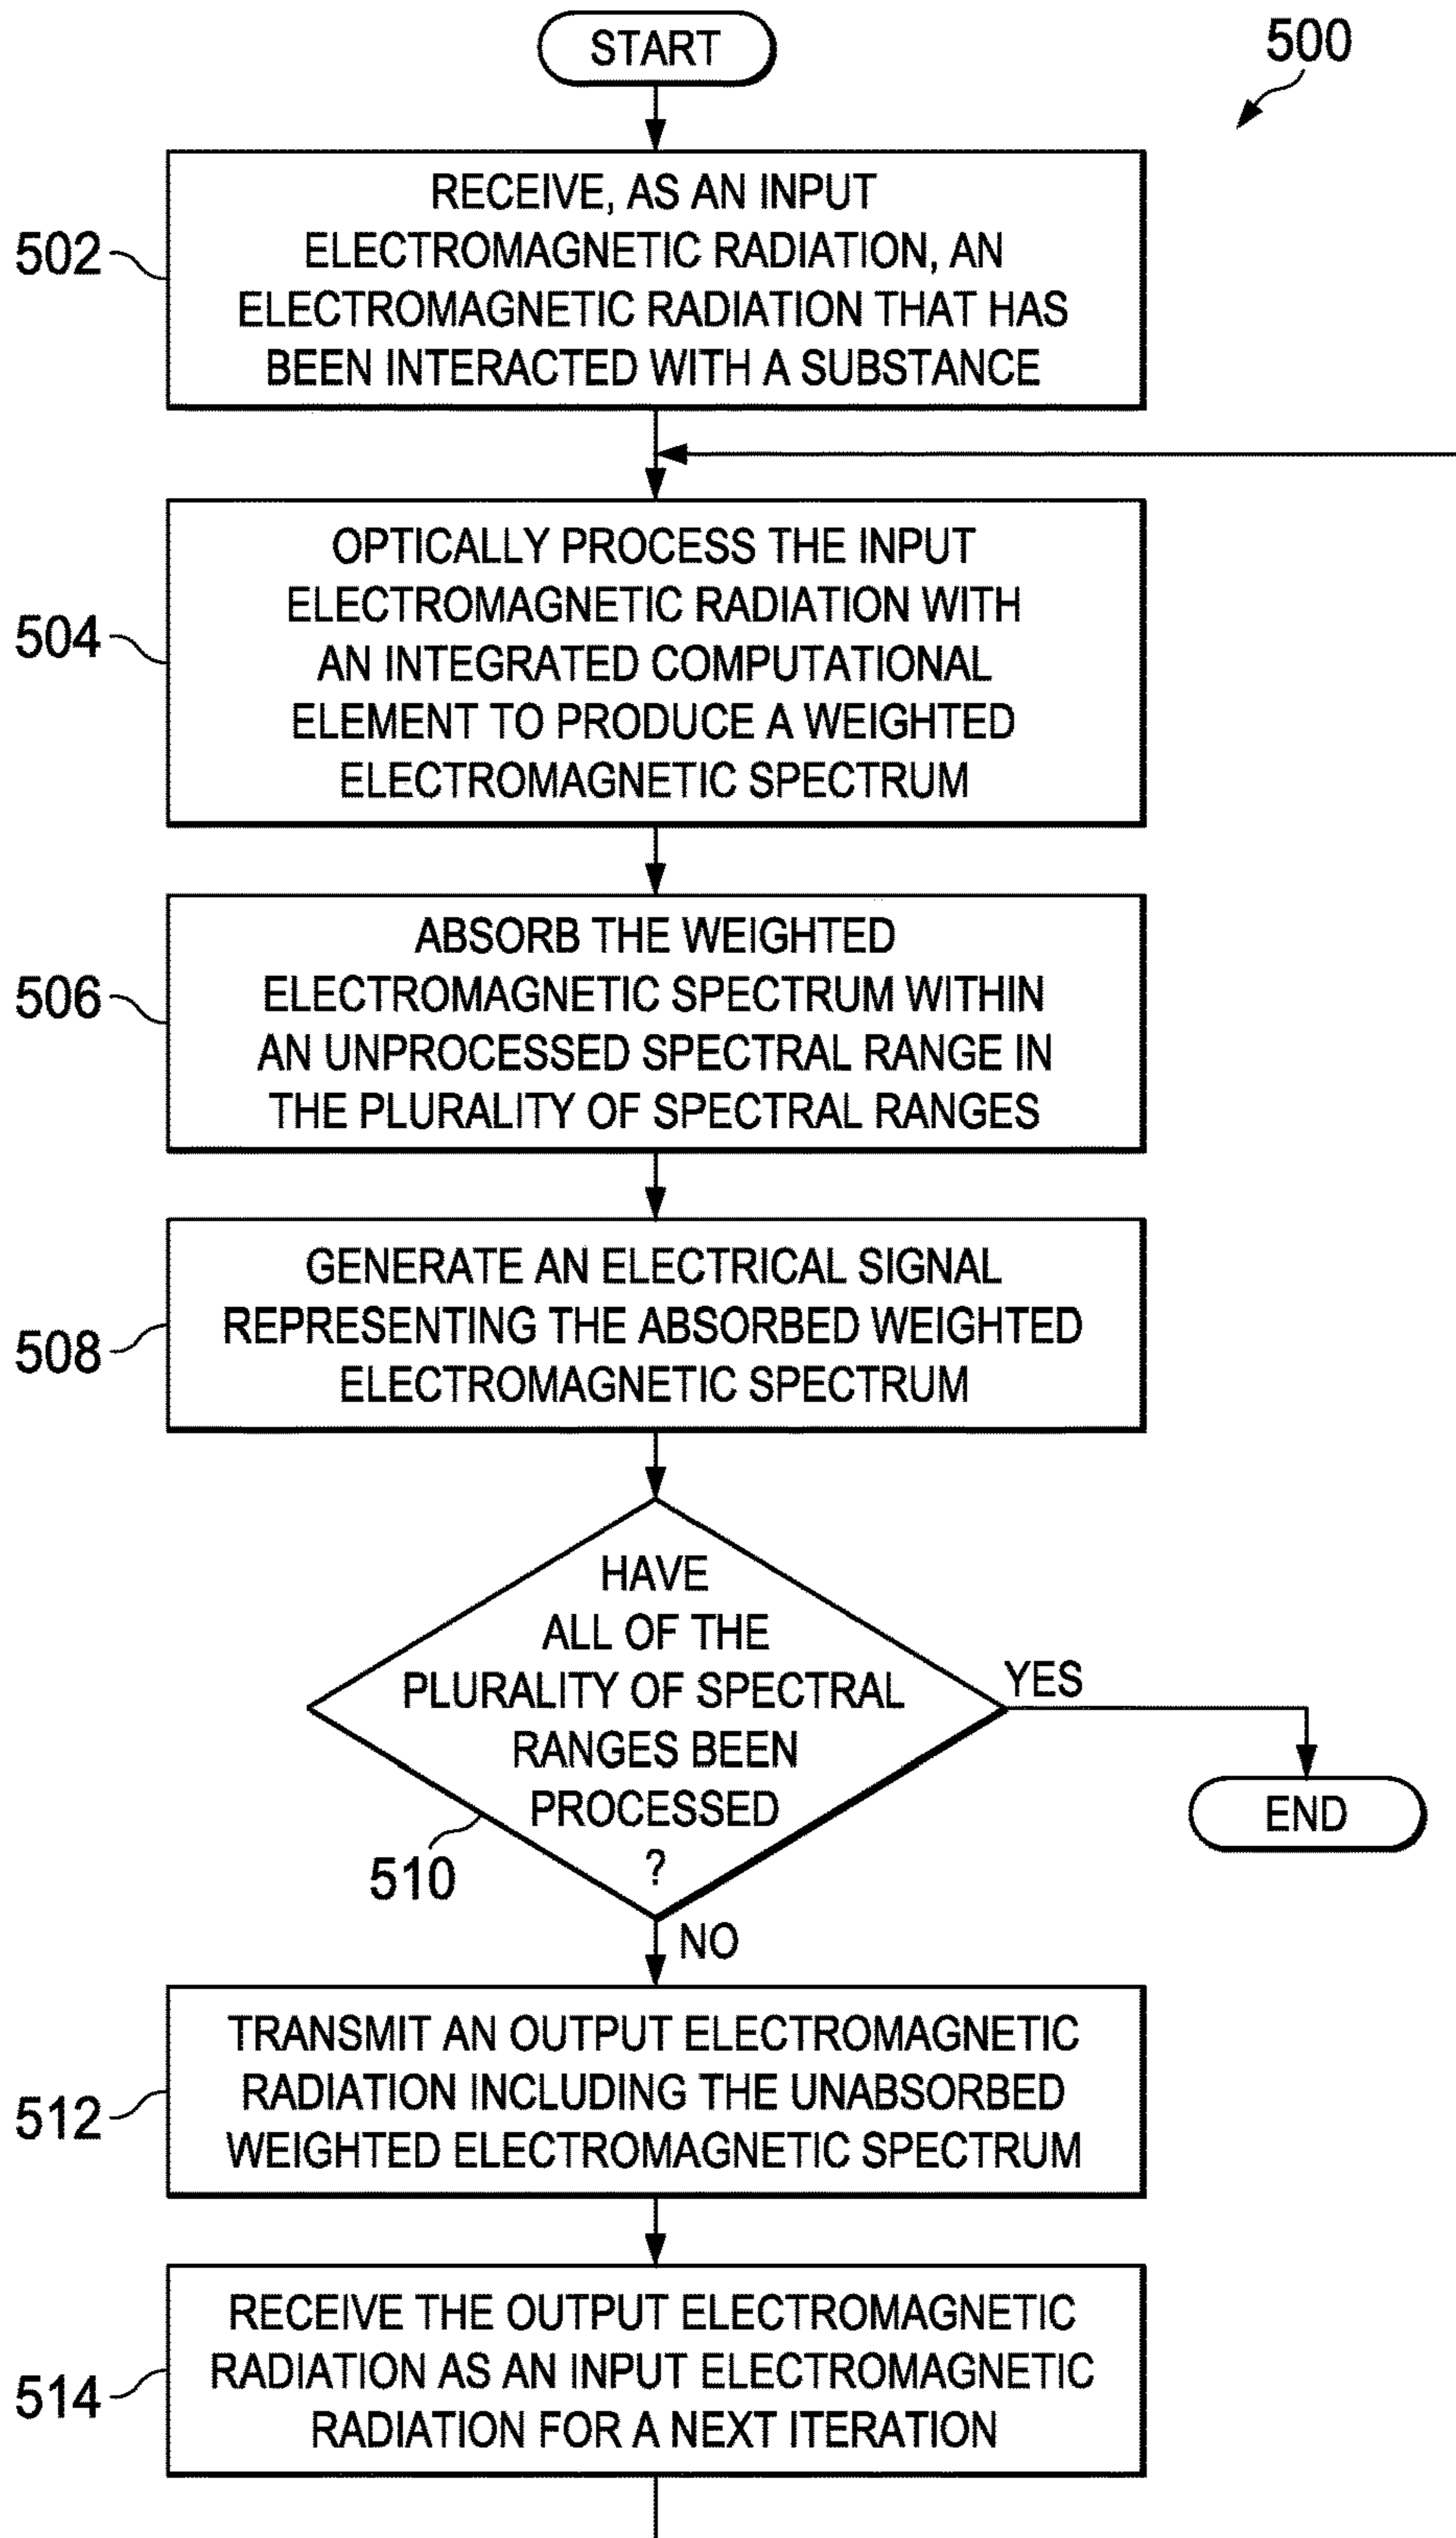 START
500
502
RECEIVE, AS AN INPUT
ELECTROMAGNETIC RADIATION, AN
ELECTROMAGNETIC RADIATION THAT HAS
BEEN INTERACTED WITH A SUBSTANCE
504
OPTICALLY PROCESS THE INPUT
ELECTROMAGNETIC RADIATION WITH
AN INTEGRATED COMPUTATIONAL
ELEMENT TO PRODUCE A WEIGHTED
ELECTROMAGNETIC SPECTRUM
506
ABSORB THE WEIGHTED
ELECTROMAGNETIC SPECTRUM WITHIN
AN UNPROCESSED SPECTRAL RANGE IN
THE PLURALITY OF SPECTRAL RANGES
508
GENERATE AN ELECTRICAL SIGNAL
REPRESENTING THE ABSORBED WEIGHTED
ELECTROMAGNETIC SPECTRUM
HAVE
ALL OF THE
PLURALITY OF SPECTRAL
RANGES BEEN
PROCESSED
?
510
YES
END
NO
512
TRANSMIT AN OUTPUT ELECTROMAGNETIC
RADIATION INCLUDING THE UNABSORBED
WEIGHTED ELECTROMAGNETIC SPECTRUM
514
RECEIVE THE OUTPUT ELECTROMAGNETIC
RADIATION AS AN INPUT ELECTROMAGNETIC
RADIATION FOR A NEXT ITERATION